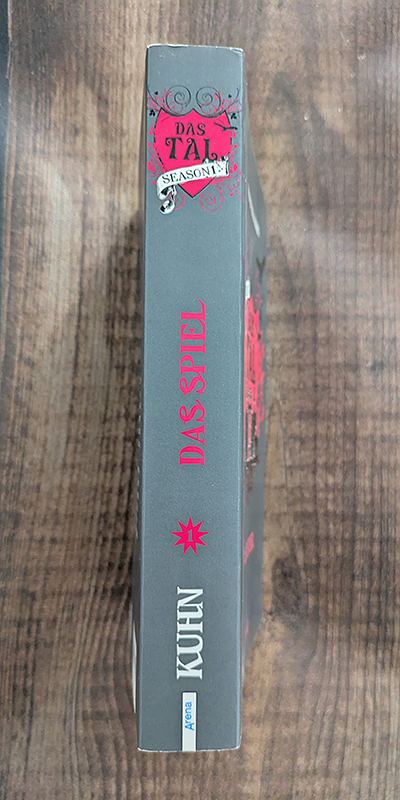 DAS
TAL
SEASON 1
DAS SPIEL
1
KUHN
Arena